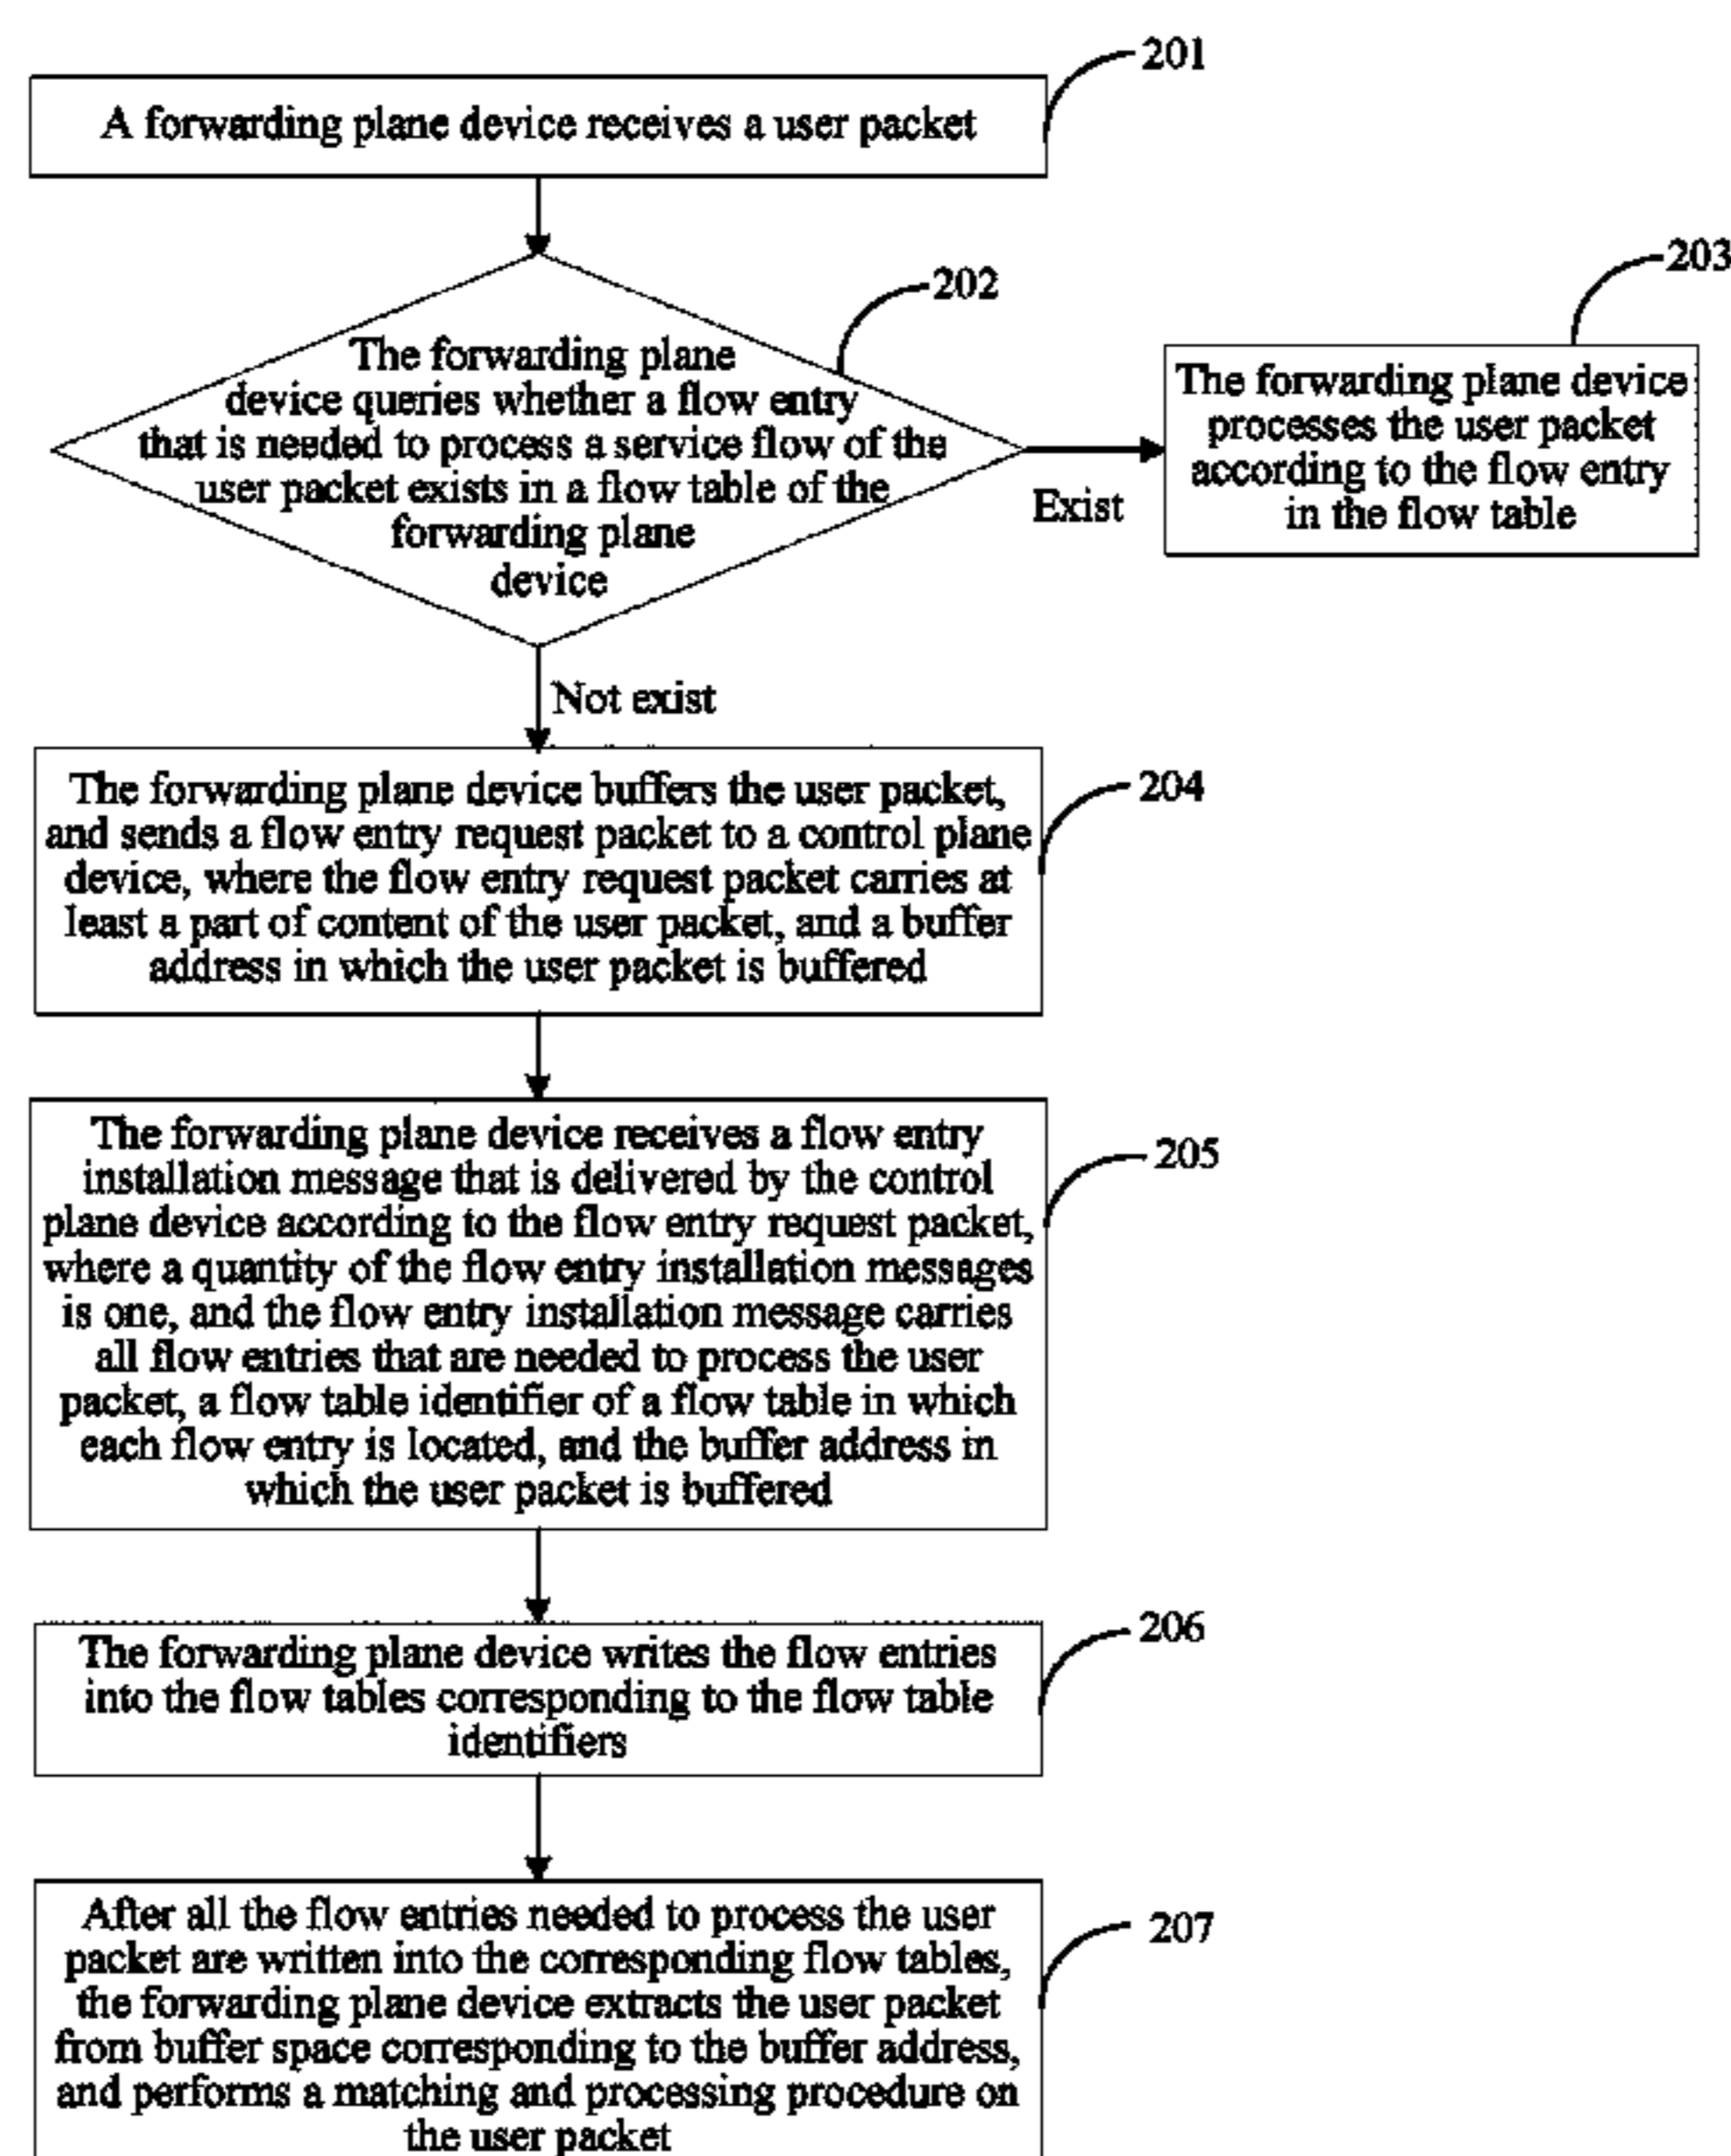 201
A forwarding plane device receives a user packet
202
The forwarding plane
device queries whether a flow entry
that is needed to process a service flow of the
user packet exists in a flow table of the
forwarding plane
device
203
The forwarding plane device
processes the user packet
according to the flow entry
in the flow table
Exist
Not exist
204
The forwarding plane device buffers the user packet,
and sends a flow entry request packet to a control plane
device, where the flow entry request packet carries at
least a part of content of the user packet, and a buffer
address in which the user packet is buffered
205
The forwarding plane device receives a flow entry
installation message that is delivered by the control
plane device according to the flow entry request packet,
where a quantity of the flow entry installation messages
is one, and the flow entry installation message carries
all flow entries that are needed to process the user
packet, a flow table identifier of a flow table in which
each flow entry is located, and the buffer address in
which the user packet is buffered
206
The forwarding plane device writes the flow entries
into the flow tables corresponding to the flow table
identifiers
207
After all the flow entries needed to process the user
packet are written into the corresponding flow tables,
the forwarding plane device extracts the user packet
from buffer space corresponding to the buffer address,
and performs a matching and processing procedure on
the user packet